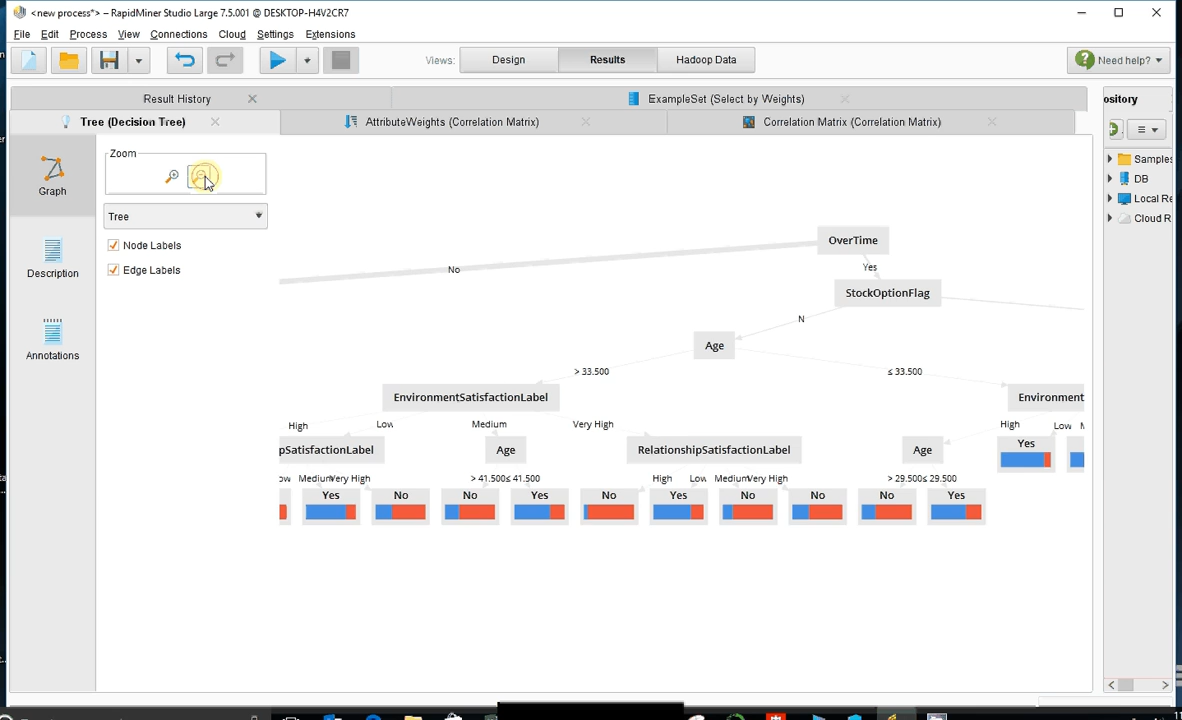 <new process*> – RapidMiner Studio Large 7.5.001 @ DESKTOP-H4V2CR7
File Edit Process View Connections Cloud Settings Extensions
Views: Design Results Hadoop Data Need help?
Result History ExampleSet (Select by Weights) ository
Tree (Decision Tree) AttributeWeights (Correlation Matrix) Correlation Matrix (Correlation Matrix)
Zoom
Graph
Tree
Node Labels
Edge Labels
Description
Annotations
OverTime
No
Yes
StockOptionFlag
N
Age
> 33.500 ≤ 33.500
EnvironmentSatisfactionLabel Environment
High Low Medium Very High High Low M
pSatisfactionLabel Age RelationshipSatisfactionLabel Age Yes
ow Medium Very High > 41.500 ≤ 41.500 High Low Medium Very High > 29.500 ≤ 29.500
Yes No No Yes No Yes No No No Yes
Samples
DB
Local Re
Cloud R